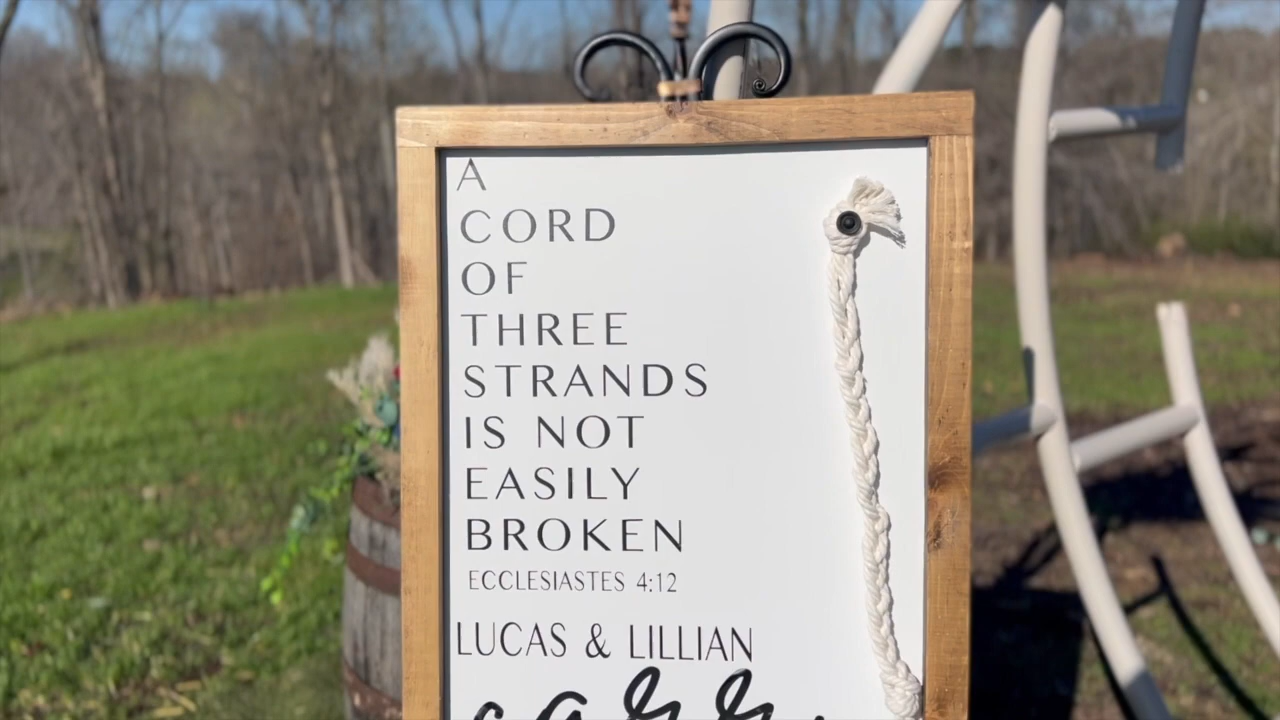 A
CORD
OF
THREE
STRANDS
IS NOT
EASILY
BROKEN
ECCLESIASTES 4:12
LUCAS & LILLIAN